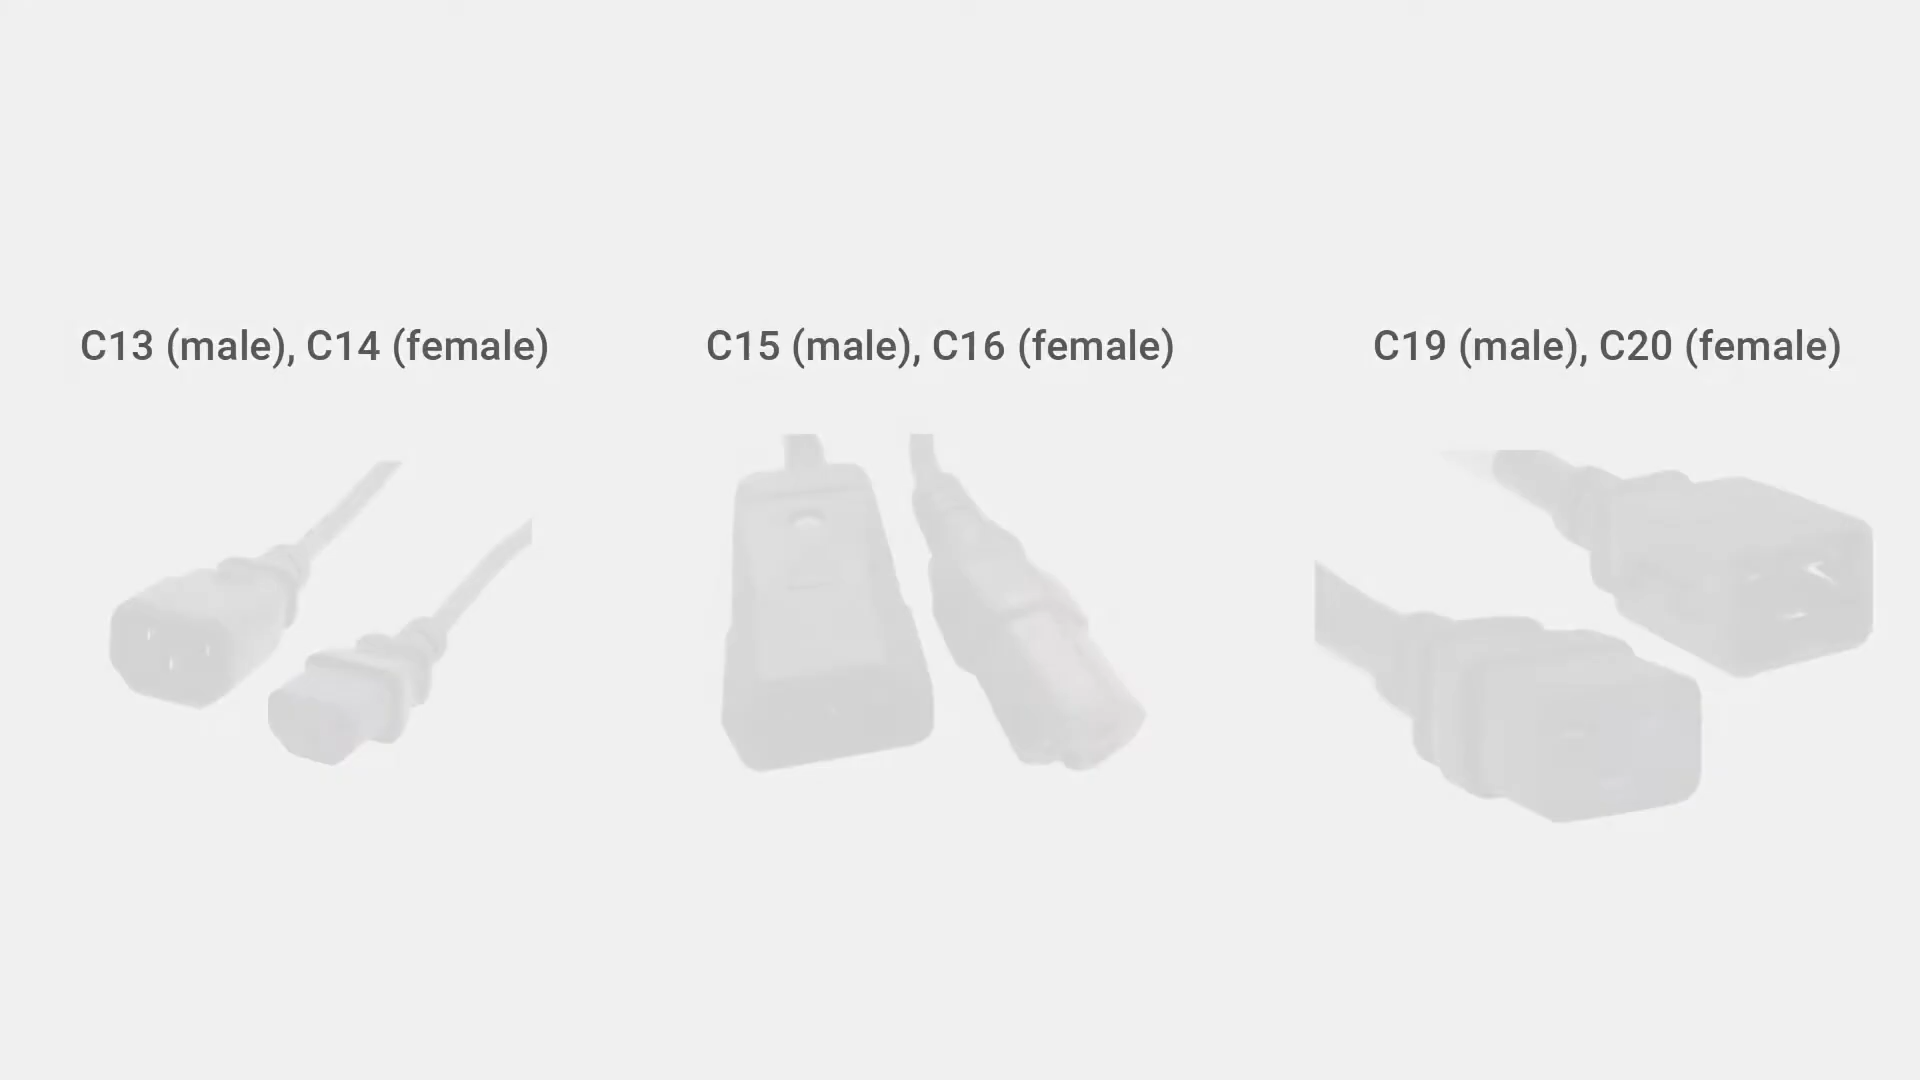 C13 (male), C14 (female)
C15 (male), C16 (female)
C19 (male), C20 (female)